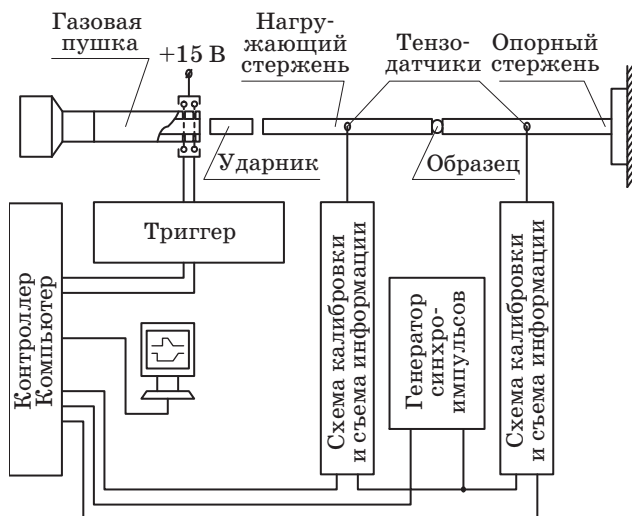 Газовая
пушка
+15 В
Нагру-
жающий
стержень
Тензо-
датчики
Опорный
стержень
Ударник
Образец
Триггер
Контроллер
Компьютер
Схема калибровки
и съема информации
Генератор
синхро-
импульсов
Схема калибровки
и съема информации